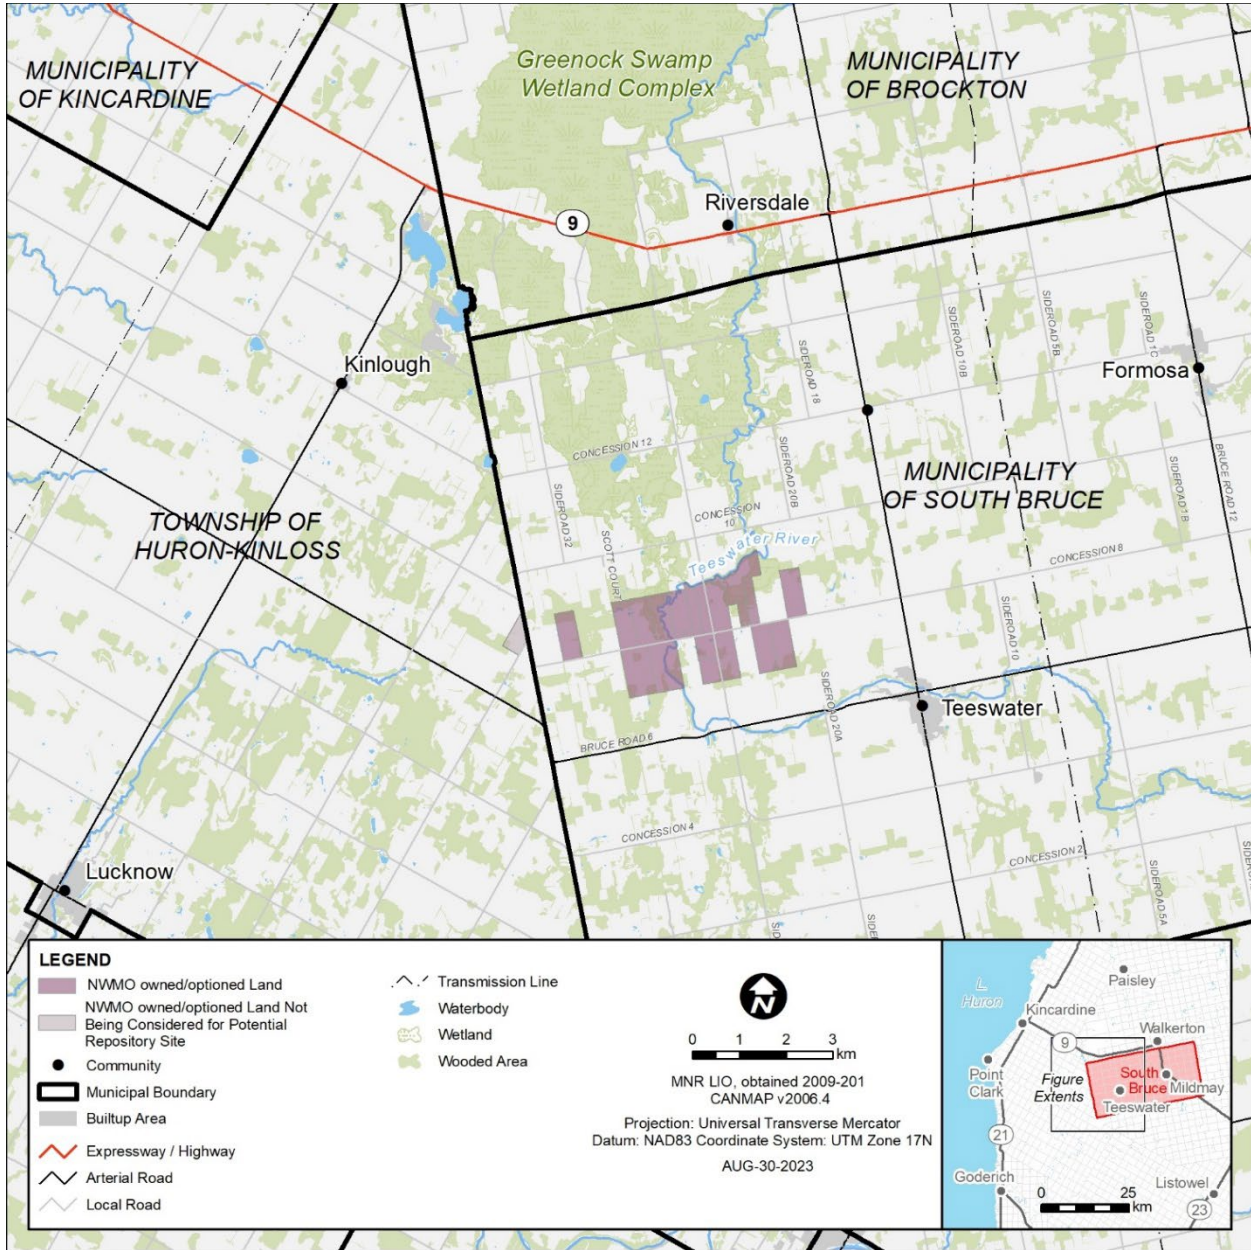 MUNICIPALITY
OF KINCARDINE
Greenock Swamp
Wetland Complex
MUNICIPALITY
OF BROCKTON
9
Riversdale
Kinlough
Formosa
SIDEROAD 18
SIDEROAD 10B
SIDEROAD 5B
SIDEROAD 1C
CONCESSION 12
SIDEROAD 32
SIDEROAD 20B
CONCESSION
10
MUNICIPALITY
OF SOUTH BRUCE
SIDEROAD 1B
BRUCE ROAD 12
TOWNSHIP OF
HURON-KINLOSS
SCOTT COURT
Teeswater River
CONCESSION 8
SIDEROAD 10
SIDEROAD 20A
Teeswater
BRUCE ROAD 6
CONCESSION 4
CONCESSION 2
SIDEROAD 5A
Lucknow
LEGEND
NWMO owned/optioned Land
NWMO owned/optioned Land Not
Being Considered for Potential
Repository Site
Community
Municipal Boundary
Builtup Area
Expressway / Highway
Arterial Road
Local Road
Transmission Line
Waterbody
Wetland
Wooded Area
N
0 1 2 3
km
MNR LIO, obtained 2009-201
CANMAP v2006.4
Projection: Universal Transverse Mercator
Datum: NAD83 Coordinate System: UTM Zone 17N
AUG-30-2023
L.
Huron
Paisley
Kincardine
Walkerton
9
Point
Clark
Figure
Extents
South
Bruce
Mildmay
Teeswater
21
Goderich
Listowel
0 25
km
23